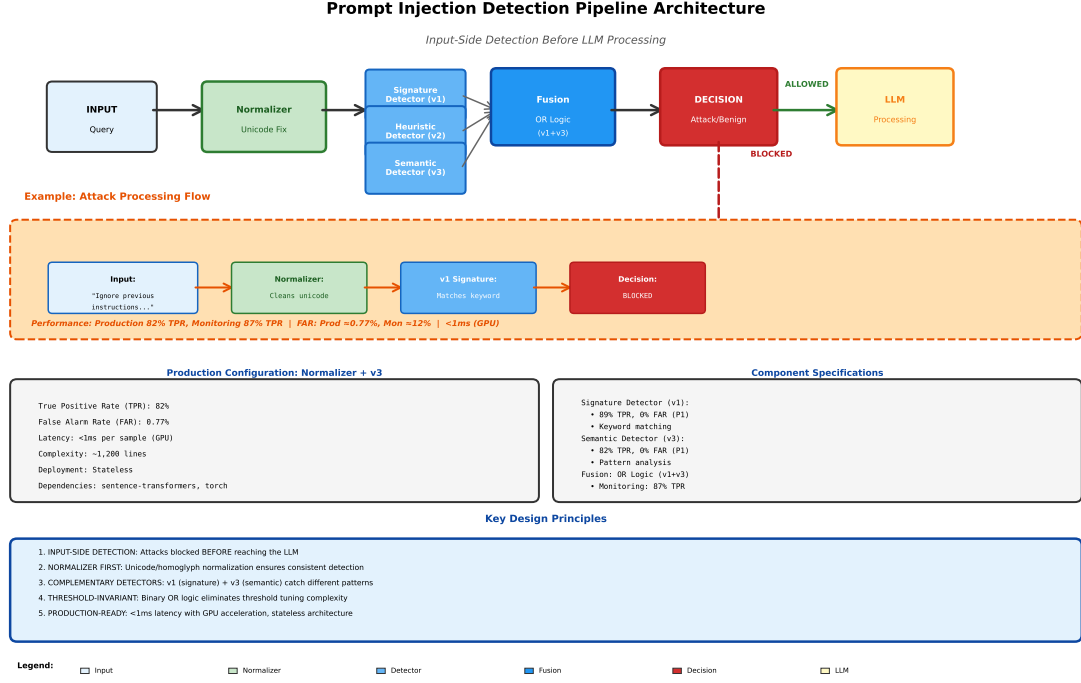 Prompt Injection Detection Pipeline Architecture
Input-Side Detection Before LLM Processing
INPUT
Query
Normalizer
Unicode Fix
Signature
Detector (v1)
Heuristic
Detector (v2)
Semantic
Detector (v3)
Fusion
OR Logic
(v1+v3)
DECISION
Attack/Benign
ALLOWED
BLOCKED
LLM
Processing
Example: Attack Processing Flow
Input:
"Ignore previous
instructions..."
Normalizer:
Cleans unicode
v1 Signature:
Matches keyword
Decision:
BLOCKED
Performance: Production 82% TPR, Monitoring 87% TPR | FAR: Prod ≈0.77%, Mon ≈12% | <1ms (GPU)
Production Configuration: Normalizer + v3
True Positive Rate (TPR): 82%
False Alarm Rate (FAR): 0.77%
Latency: <1ms per sample (GPU)
Complexity: ~1,200 lines
Deployment: Stateless
Dependencies: sentence-transformers, torch
Component Specifications
Signature Detector (v1):
• 89% TPR, 0% FAR (P1)
• Keyword matching
Semantic Detector (v3):
• 82% TPR, 0% FAR (P1)
• Pattern analysis
Fusion: OR Logic (v1+v3)
• Monitoring: 87% TPR
Key Design Principles
1. INPUT-SIDE DETECTION: Attacks blocked BEFORE reaching the LLM
2. NORMALIZER FIRST: Unicode/homoglyph normalization ensures consistent detection
3. COMPLEMENTARY DETECTORS: v1 (signature) + v3 (semantic) catch different patterns
4. THRESHOLD-INVARIANT: Binary OR logic eliminates threshold tuning complexity
5. PRODUCTION-READY: <1ms latency with GPU acceleration, stateless architecture
Legend:
Input
Normalizer
Detector
Fusion
Decision
LLM